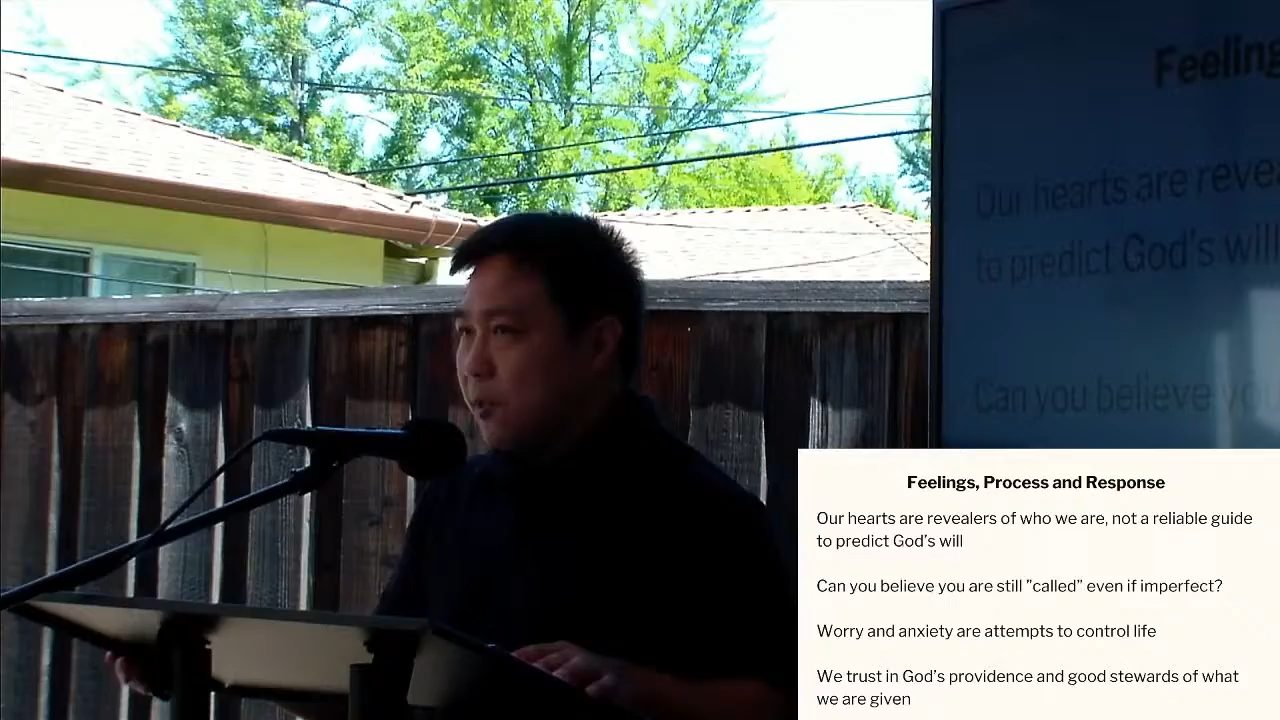 Feeling
Our hearts are revea
to predict God's will
Can you believe you
Feelings, Process and Response
Our hearts are revealers of who we are, not a reliable guide
to predict God's will
Can you believe you are still "called" even if imperfect?
Worry and anxiety are attempts to control life
We trust in God's providence and good stewards of what
we are given